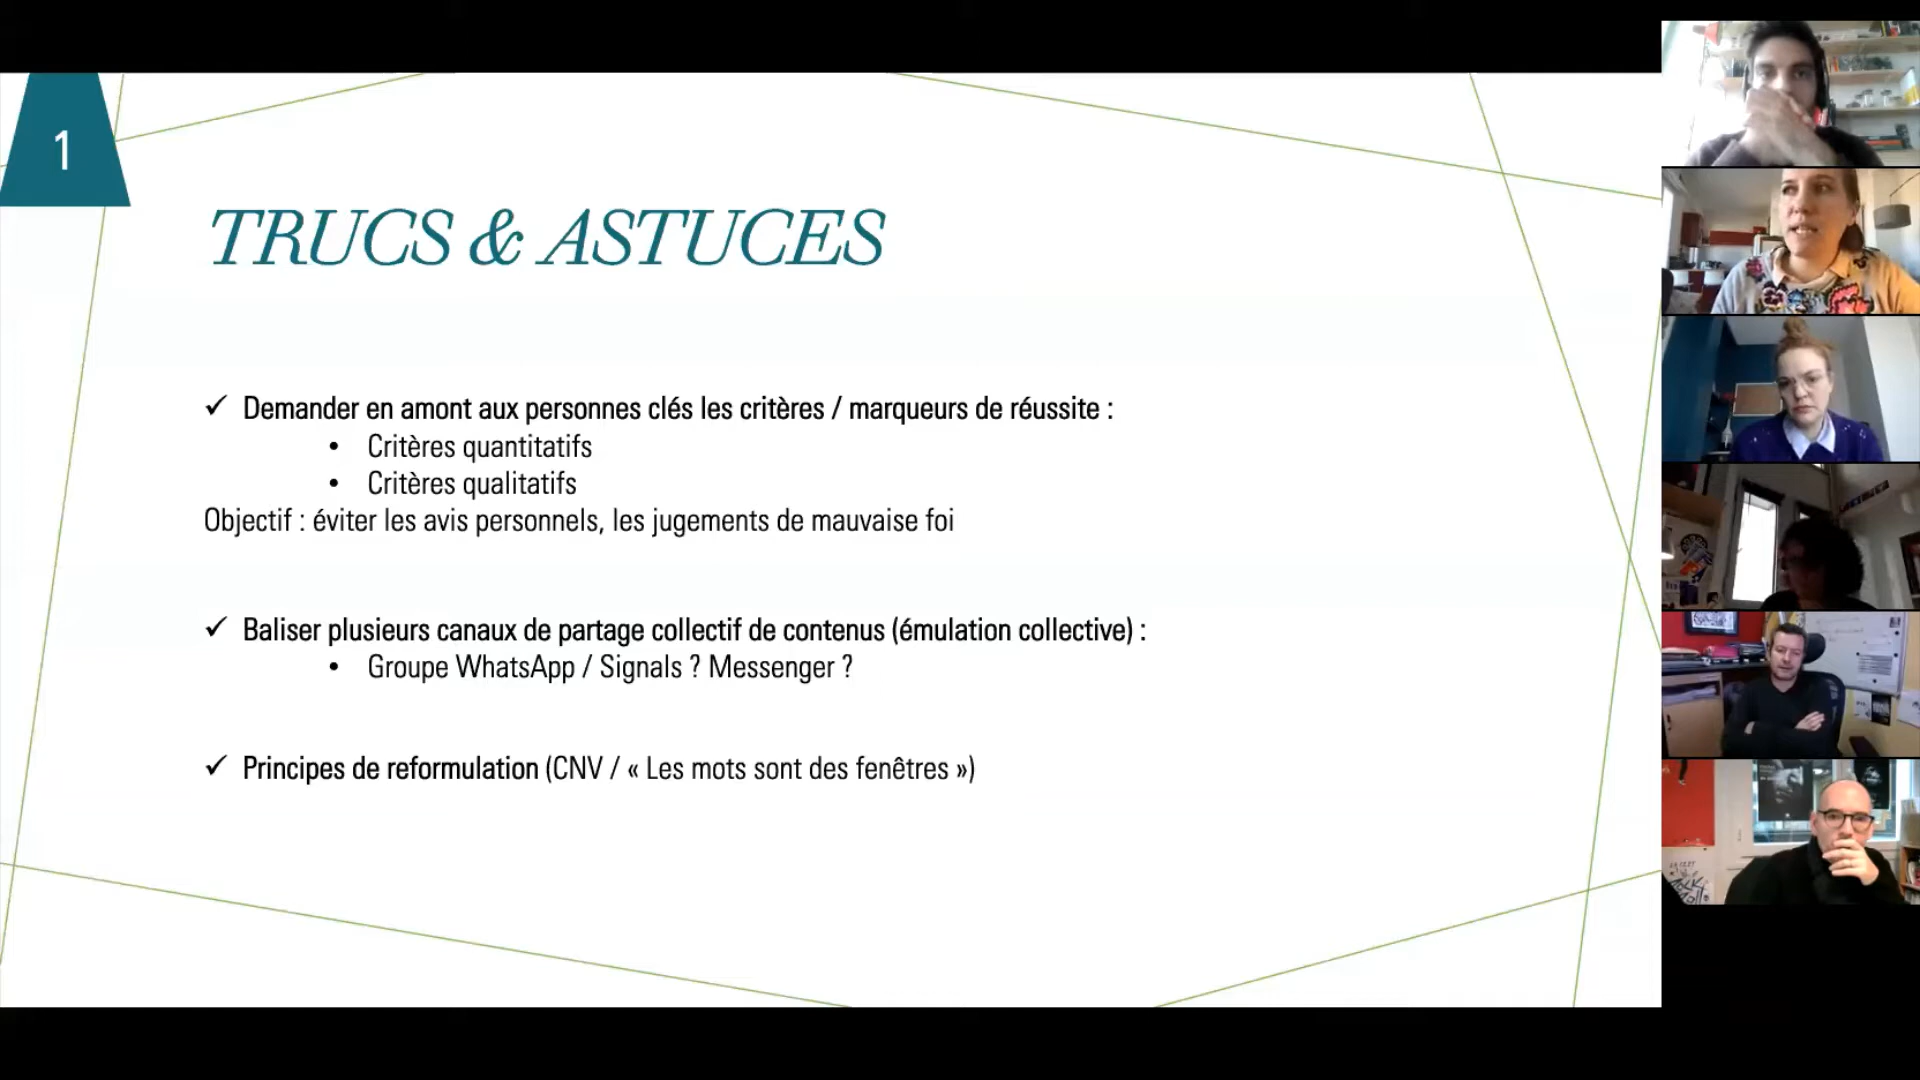 1
TRUCS & ASTUCES
✓ Demander en amont aux personnes clés les critères / marqueurs de réussite :
• Critères quantitatifs
• Critères qualitatifs
Objectif : éviter les avis personnels, les jugements de mauvaise foi
✓ Baliser plusieurs canaux de partage collectif de contenus (émulation collective) :
• Groupe WhatsApp / Signals ? Messenger ?
✓ Principes de reformulation (CNV / « Les mots sont des fenêtres »)